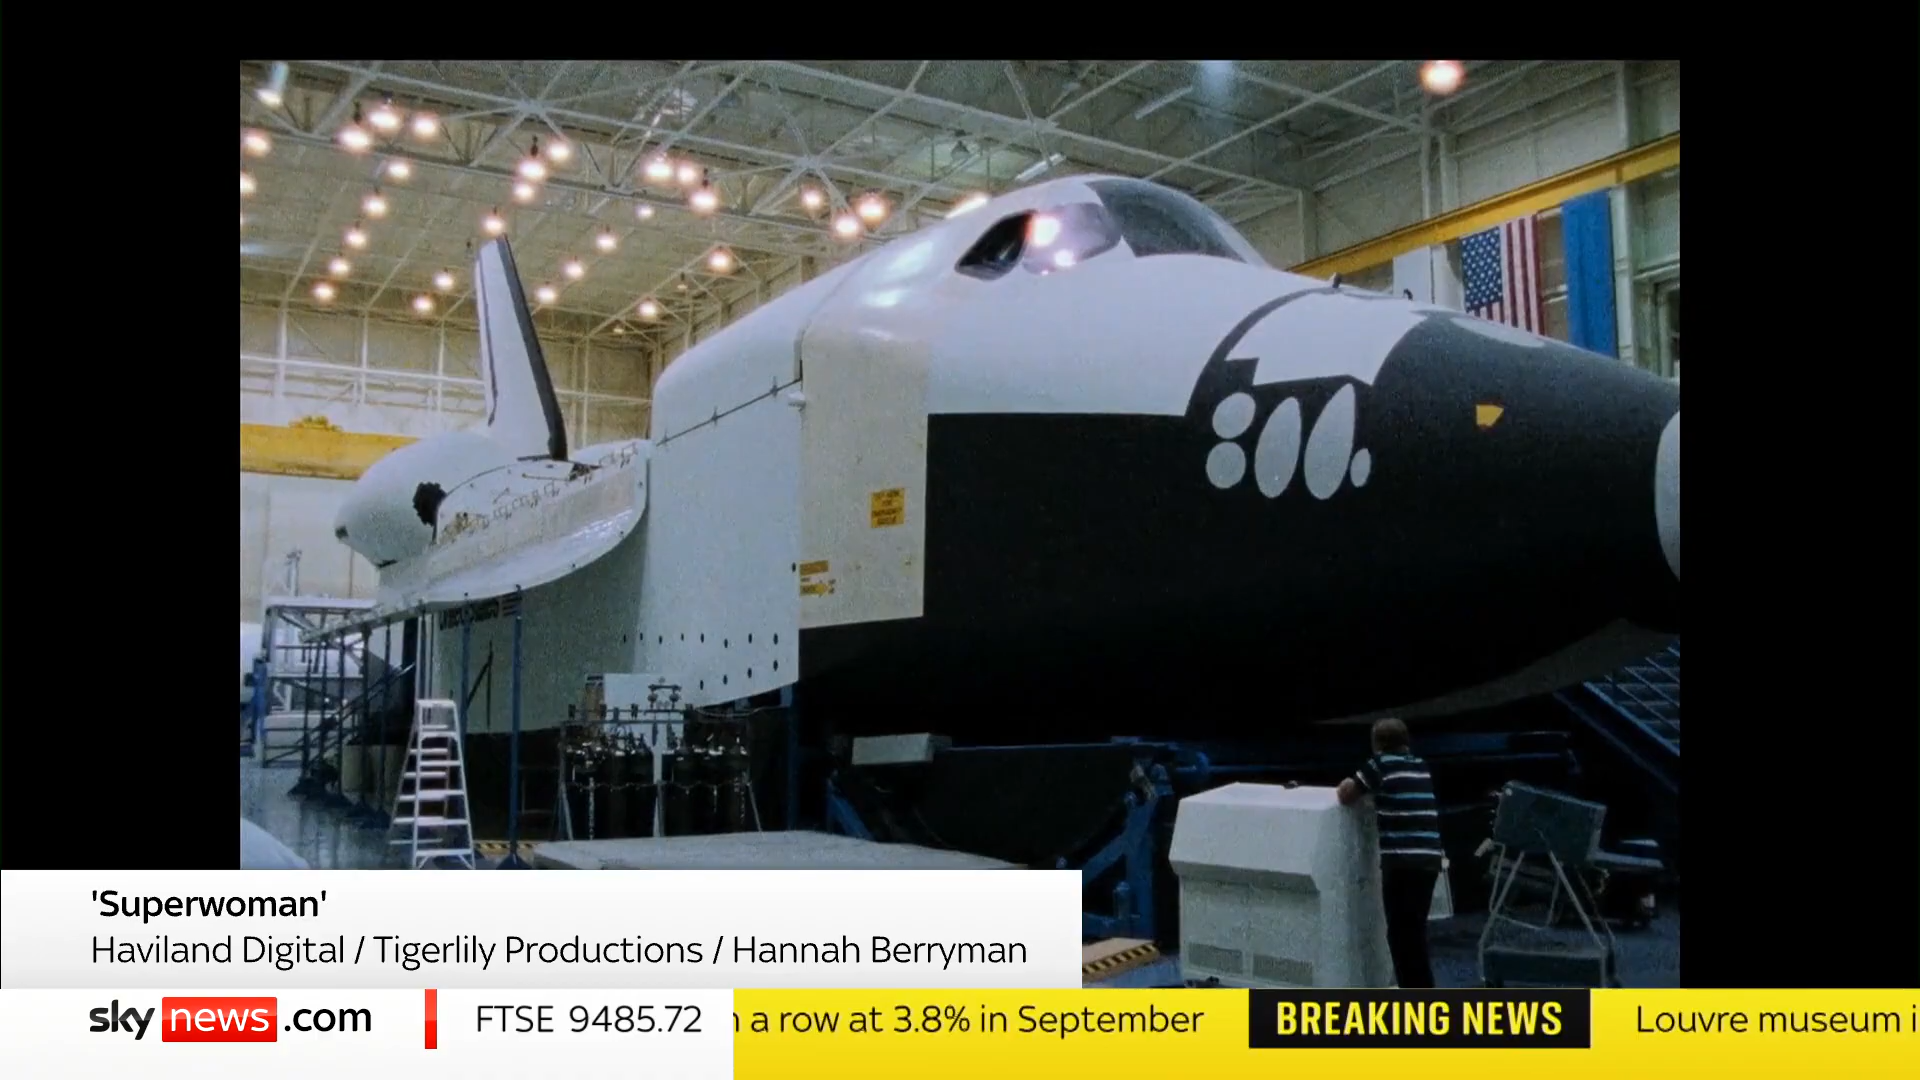 'Superwoman'
Haviland Digital / Tigerlily Productions / Hannah Berryman
sky news .com
FTSE 9485.72
a row at 3.8% in September
BREAKING NEWS
Louvre museum